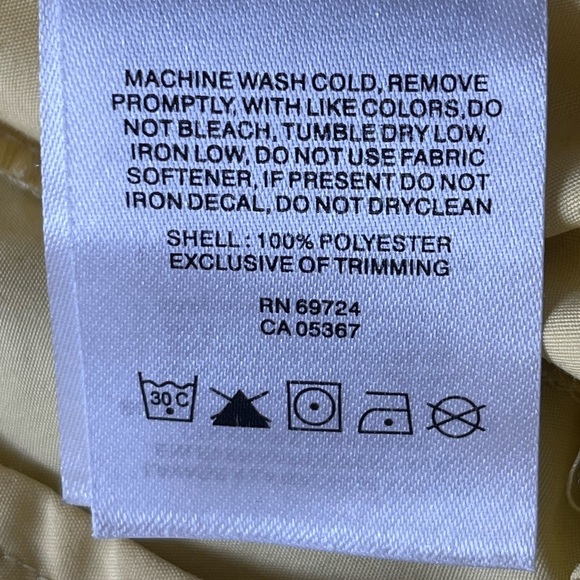 MACHINE WASH COLD, REMOVE
PROMPTLY, WITH LIKE COLORS, DO
NOT BLEACH, TUMBLE DRY LOW,
IRON LOW, DO NOT USE FABRIC
SOFTENER, IF PRESENT DO NOT
IRON DECAL, DO NOT DRYCLEAN
SHELL : 100% POLYESTER
EXCLUSIVE OF TRIMMING
RN 69724
CA 05367
30 C